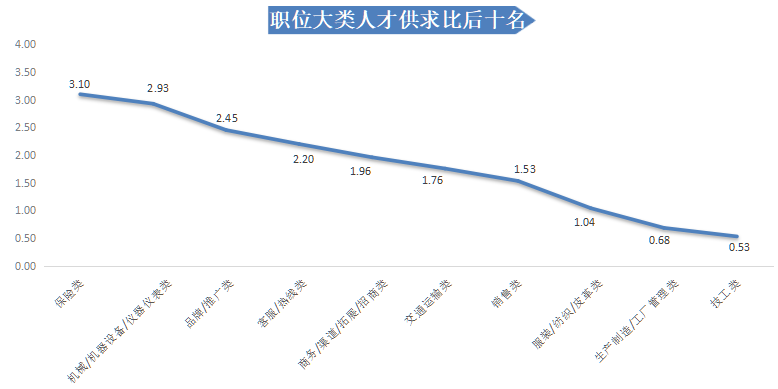 职位大类人才供求比后十名
4.00
3.50
3.00
2.50
2.00
1.50
1.00
0.50
0.00
3.10
2.93
2.45
2.20
1.96
1.76
1.53
1.04
0.68
0.53
保险类
机械/机器设备/仪器仪表类
品牌/推广类
客服/热线类
商务/渠道/拓展/招商类
交通运输类
销售类
服装/纺织/皮革类
生产制造/工厂管理类
技工类